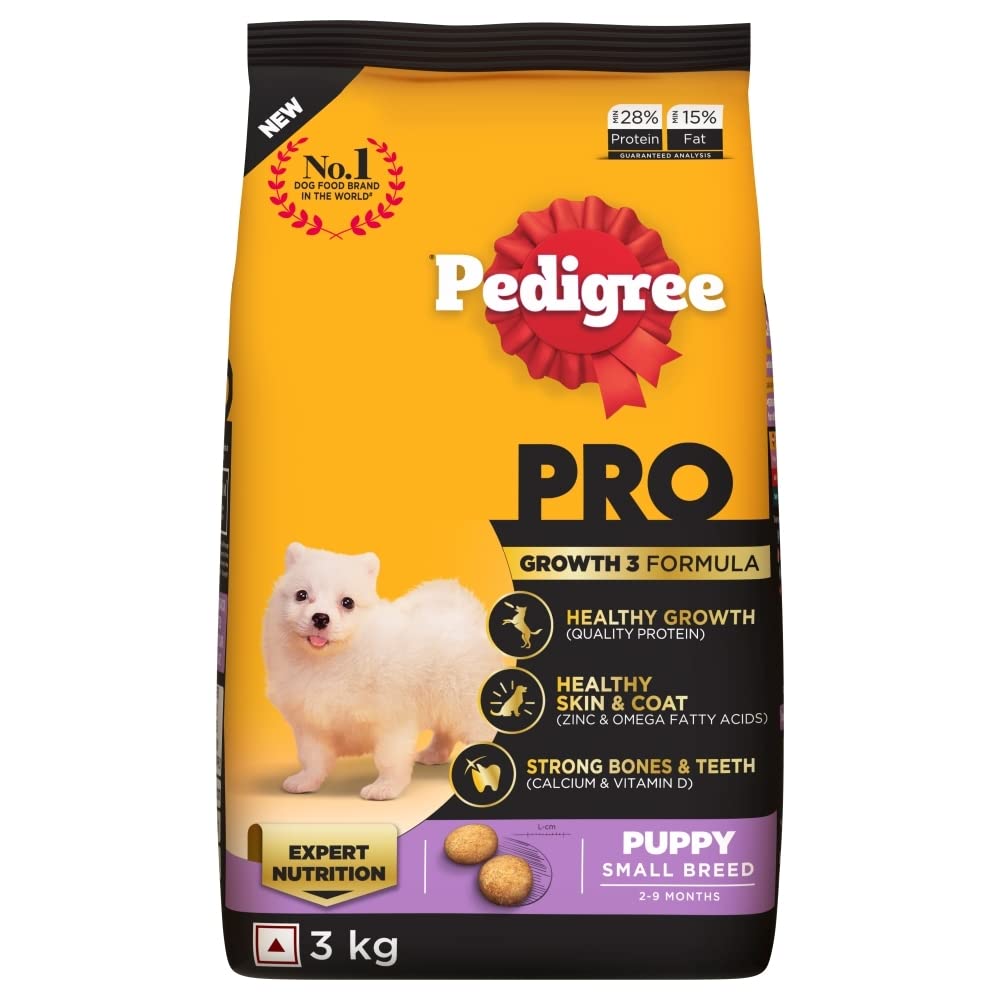 NEW
No.1
DOG FOOD BRAND
IN THE WORLD#
MIN 28% Protein
MIN 15% Fat
GUARANTEED ANALYSIS
Pedigree®
PRO
GROWTH 3 FORMULA
HEALTHY GROWTH
(QUALITY PROTEIN)
HEALTHY
SKIN & COAT
(ZINC & OMEGA FATTY ACIDS)
STRONG BONES & TEETH
(CALCIUM & VITAMIN D)
EXPERT
NUTRITION
L-cm
PUPPY
SMALL BREED
2-9 MONTHS
3 kg